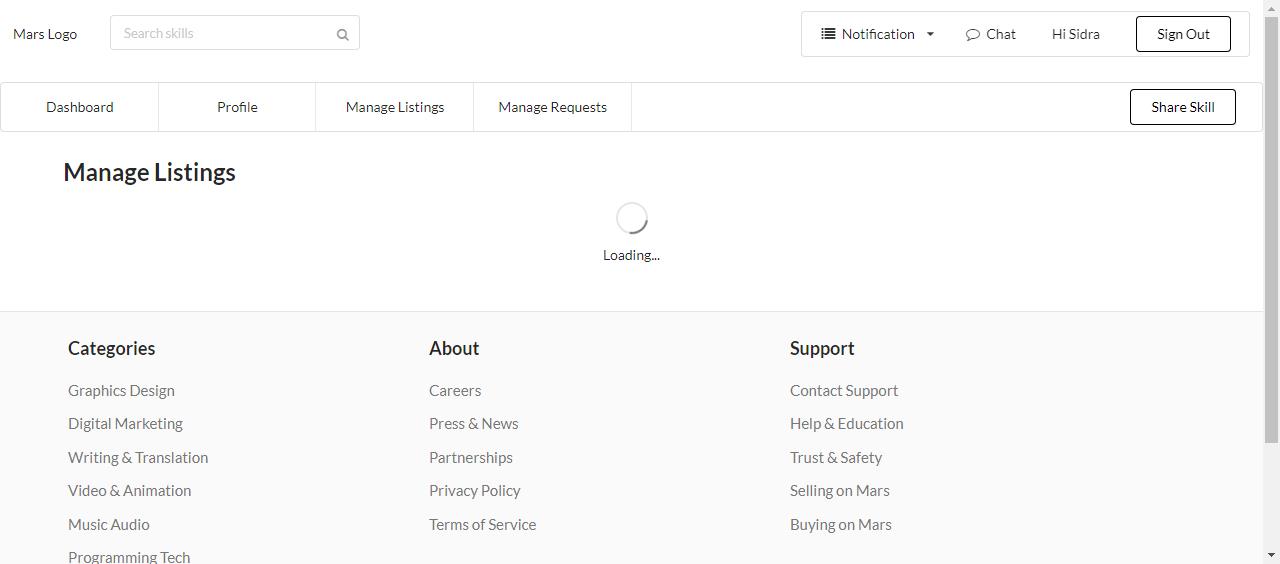 Mars Logo
Search skills
Notification
Chat
Hi Sidra
Sign Out
Dashboard
Profile
Manage Listings
Manage Requests
Share Skill
Manage Listings
Loading...
Categories
Graphics Design
Digital Marketing
Writing & Translation
Video & Animation
Music Audio
Programming Tech
About
Careers
Press & News
Partnerships
Privacy Policy
Terms of Service
Support
Contact Support
Help & Education
Trust & Safety
Selling on Mars
Buying on Mars